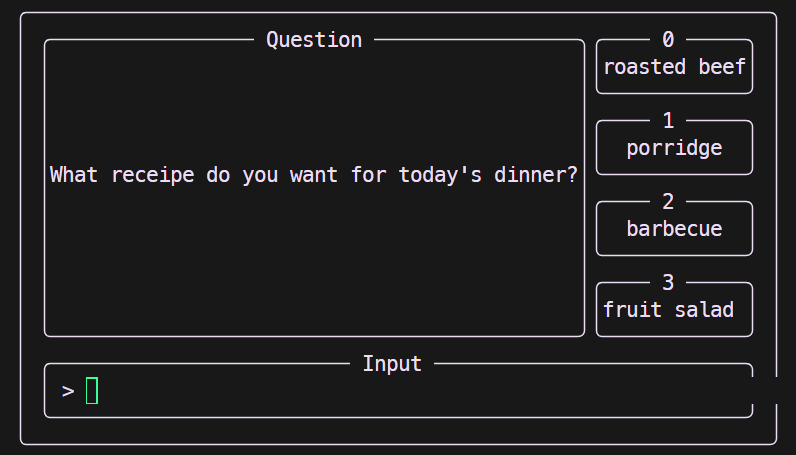 Question
What receipe do you want for today's dinner?
0
roasted beef
1
porridge
2
barbecue
3
fruit salad
Input
>